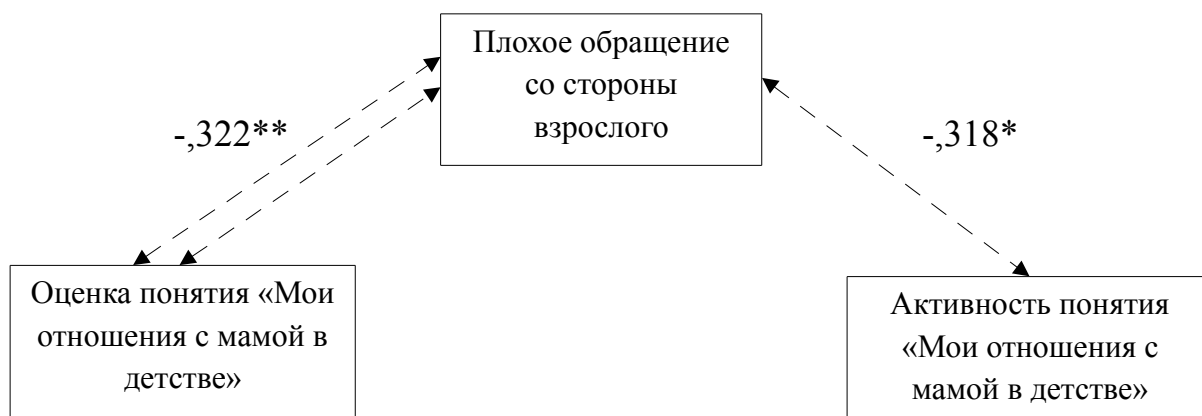 Плохое обращение
со стороны
взрослого
-,322**
-,318*
Оценка понятия «Мои
отношения с мамой в
детстве»
Активность понятия
«Мои отношения с
мамой в детстве»